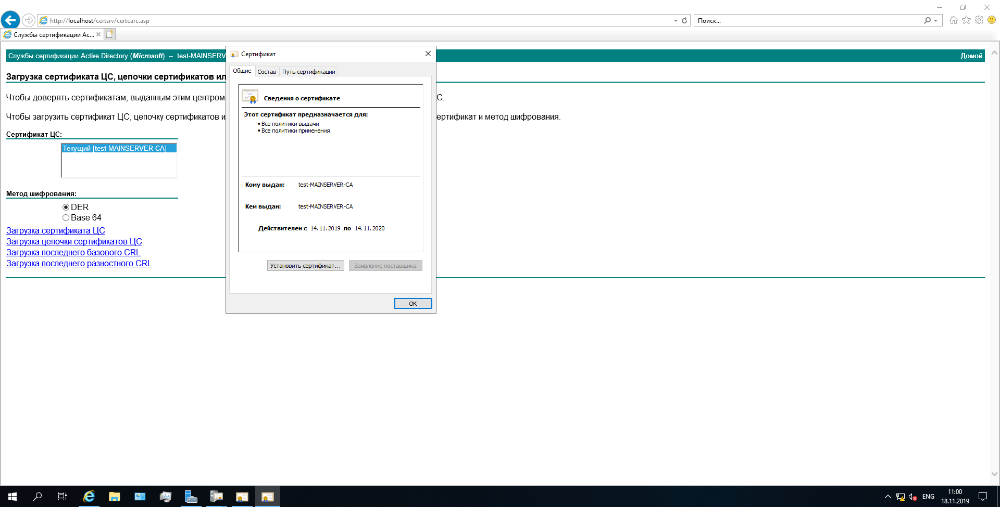 http://localhost/certsrv/certcarc.asp
Поиск...
Службы сертификации Ac...
Службы сертификации Active Directory (Microsoft) -- test-MAINSERV
Домой
Загрузка сертификата ЦС, цепочки сертификатов ил
Чтобы доверять сертификатам, выданным этим центром
С.
Чтобы загрузить сертификат ЦС, цепочку сертификатов и
ертификат и метод шифрования.
Сертификат ЦС:
Текущий [test-MAINSERVER-CA]
Метод шифрования:
DER
Base 64
Загрузка сертификата ЦС
Загрузка цепочки сертификатов ЦС
Загрузка последнего базового CRL
Загрузка последнего разностного CRL
Сертификат
Общие
Состав
Путь сертификации
Сведения о сертификате
Этот сертификат предназначается для:
• Все политики выдачи
• Все политики применения
Кому выдан: test-MAINSERVER-CA
Кем выдан: test-MAINSERVER-CA
Действителен с 14.11.2019 по 14.11.2020
Установить сертификат...
Заявление поставщика
ОК
ENG
11:00
18.11.2019